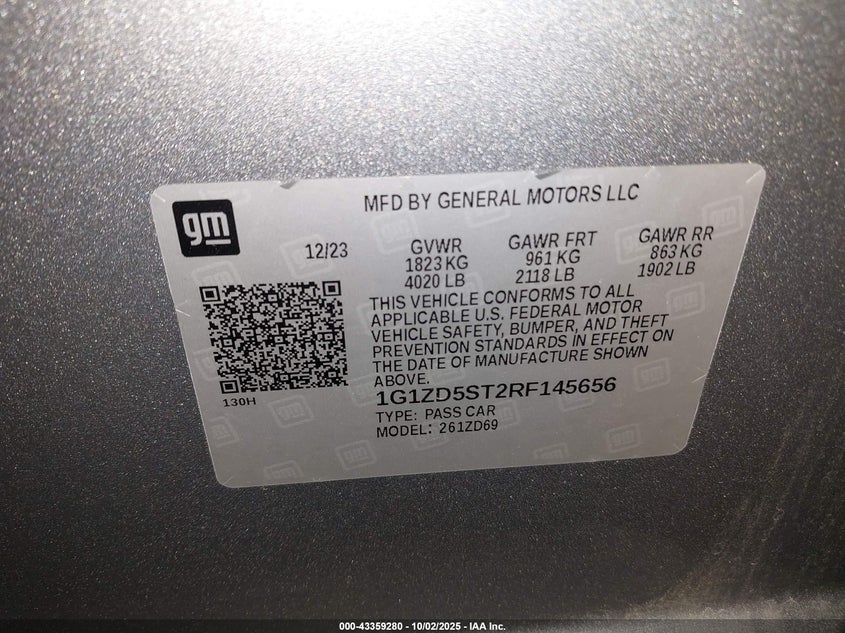 gm
MFD BY GENERAL MOTORS LLC
12/23
GVWR
1823 KG
4020 LB
GAWR FRT
961 KG
2118 LB
GAWR RR
863 KG
1902 LB
THIS VEHICLE CONFORMS TO ALL
APPLICABLE U.S. FEDERAL MOTOR
VEHICLE SAFETY, BUMPER, AND THEFT
PREVENTION STANDARDS IN EFFECT ON
THE DATE OF MANUFACTURE SHOWN
ABOVE.
130H
1G1ZD5ST2RF145656
TYPE: PASS CAR
MODEL: 261ZD69
000-43359280 - 10/02/2025 - IAA Inc.